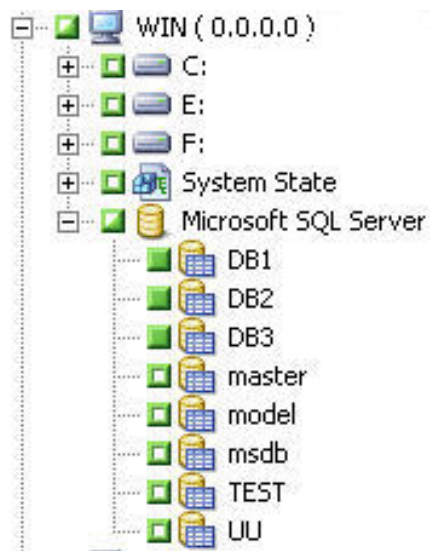 WIN ( 0.0.0.0 )
C:
E:
F:
System State
Microsoft SQL Server
DB1
DB2
DB3
master
model
msdb
TEST
UU